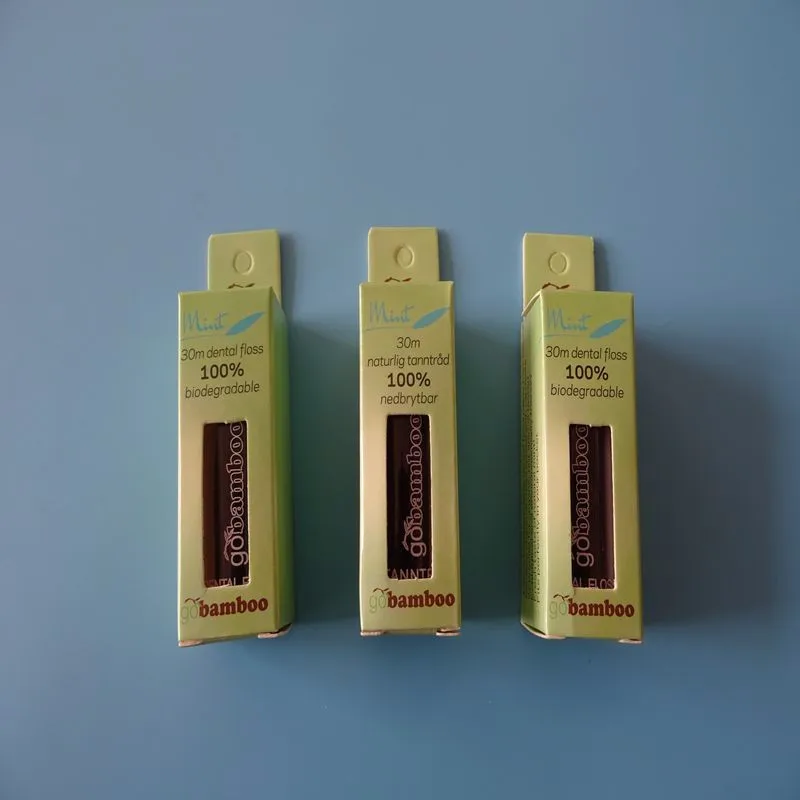 Mint
30m dental floss
100%
biodegradable
gobamboo
gobamboo
Mint
30m
naturlig tanntråd
100%
nedbrytbar
gobamboo
gobamboo
Mint
30m dental floss
100%
biodegradable
gobamboo
gobamboo